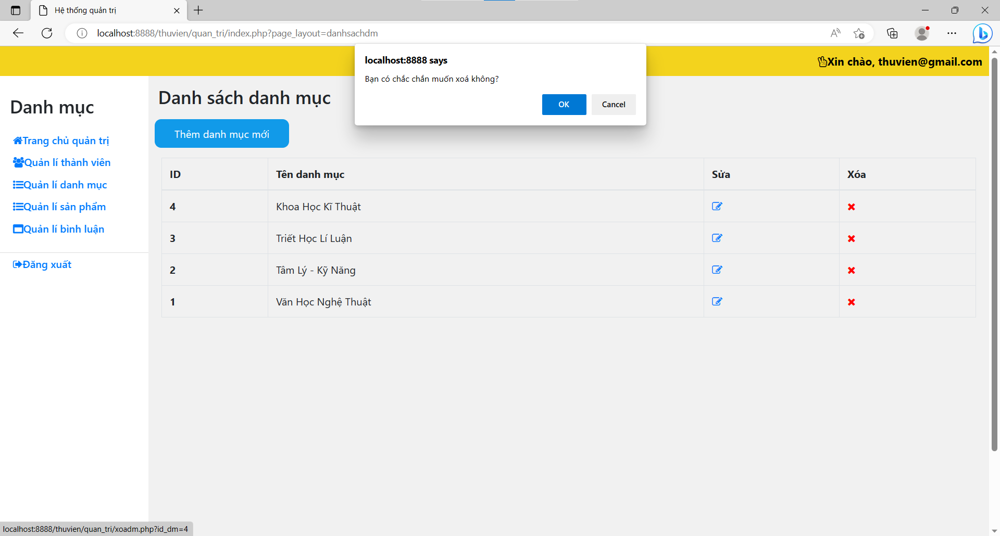 Hệ thống quản trị
localhost:8888/thuvien/quan_tri/index.php?page_layout=danhsachdm
localhost:8888 says
Bạn có chắc chắn muốn xoá không?
OK Cancel
Xin chào, thuvien@gmail.com
Danh mục
Trang chủ quản trị
Quản lí thành viên
Quản lí danh mục
Quản lí sản phẩm
Quản lí bình luận
Đăng xuất
Danh sách danh mục
Thêm danh mục mới
ID Tên danh mục Sửa Xóa
4 Khoa Học Kĩ Thuật
3 Triết Học Lí Luận
2 Tâm Lý - Kỹ Năng
1 Văn Học Nghệ Thuật
localhost:8888/thuvien/quan_tri/xoadm.php?id_dm=4